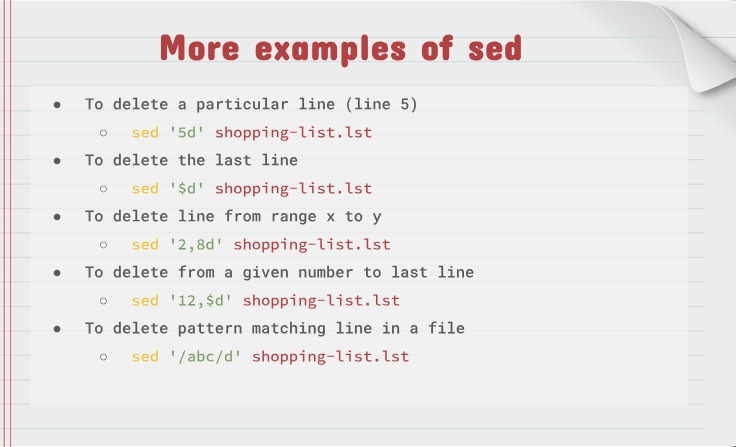 More examples of sed
● To delete a particular line (line 5)
○ sed '5d' shopping-list.lst
● To delete the last line
○ sed '$d' shopping-list.lst
● To delete line from range x to y
○ sed '2,8d' shopping-list.lst
● To delete from a given number to last line
○ sed '12,$d' shopping-list.lst
● To delete pattern matching line in a file
○ sed '/abc/d' shopping-list.lst